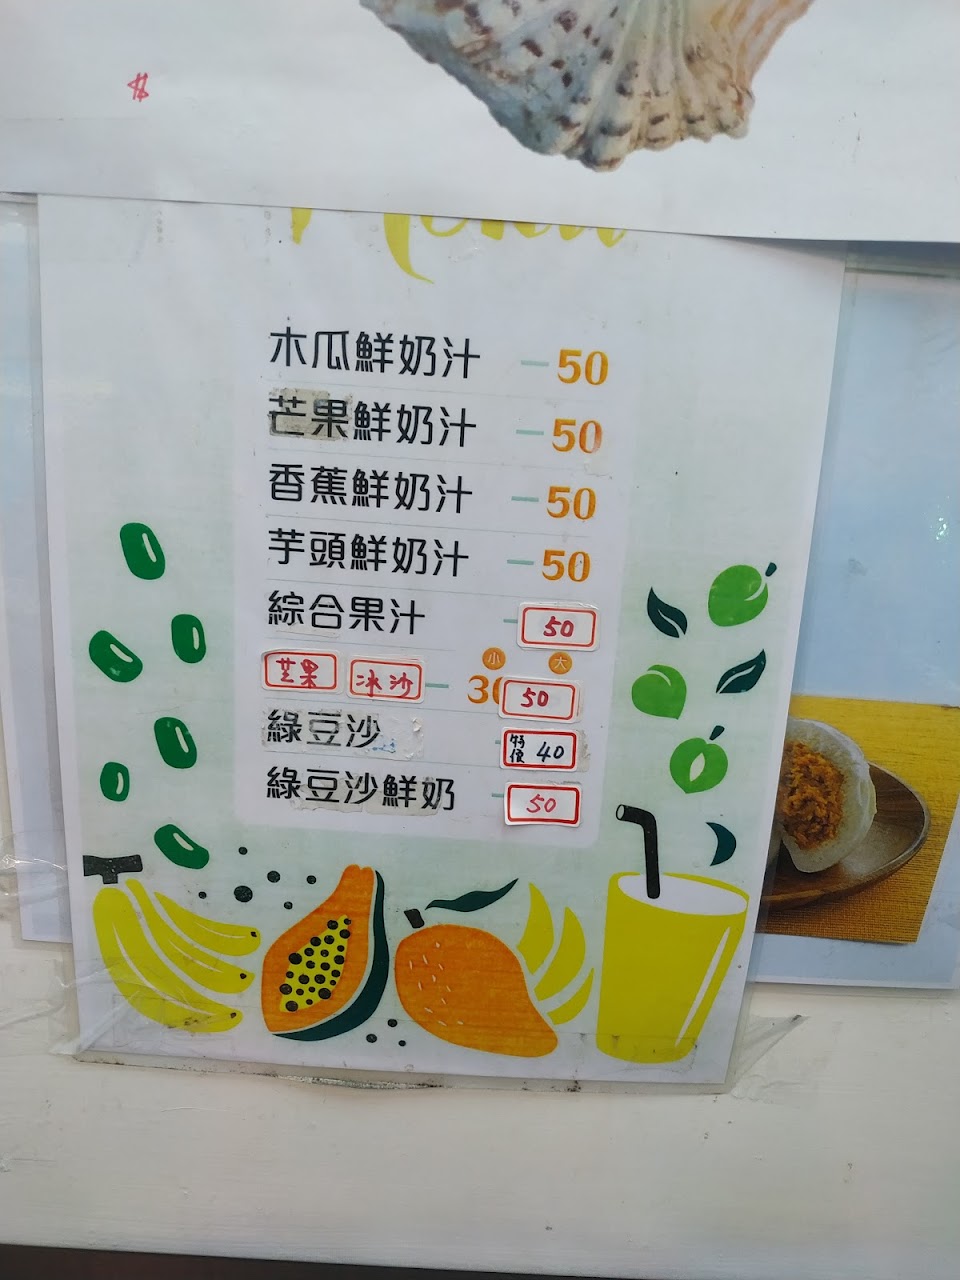 Menu
木瓜鮮奶汁 50
芒果鮮奶汁 50
香蕉鮮奶汁 50
芋頭鮮奶汁 50
綜合果汁 50
小 大
芒果 冰沙 30 50
綠豆沙 特價 40
綠豆沙鮮奶 50